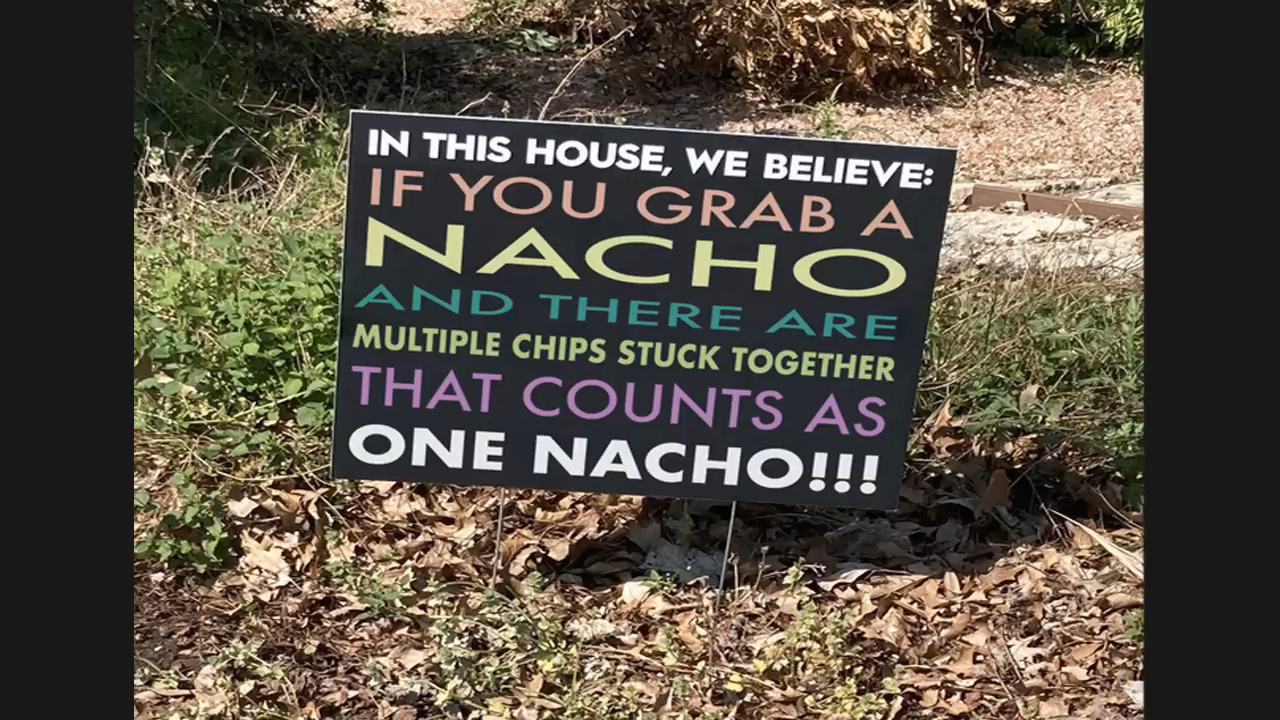 IN THIS HOUSE, WE BELIEVE:
IF YOU GRAB A
NACHO
AND THERE ARE
MULTIPLE CHIPS STUCK TOGETHER
THAT COUNTS AS
ONE NACHO!!!